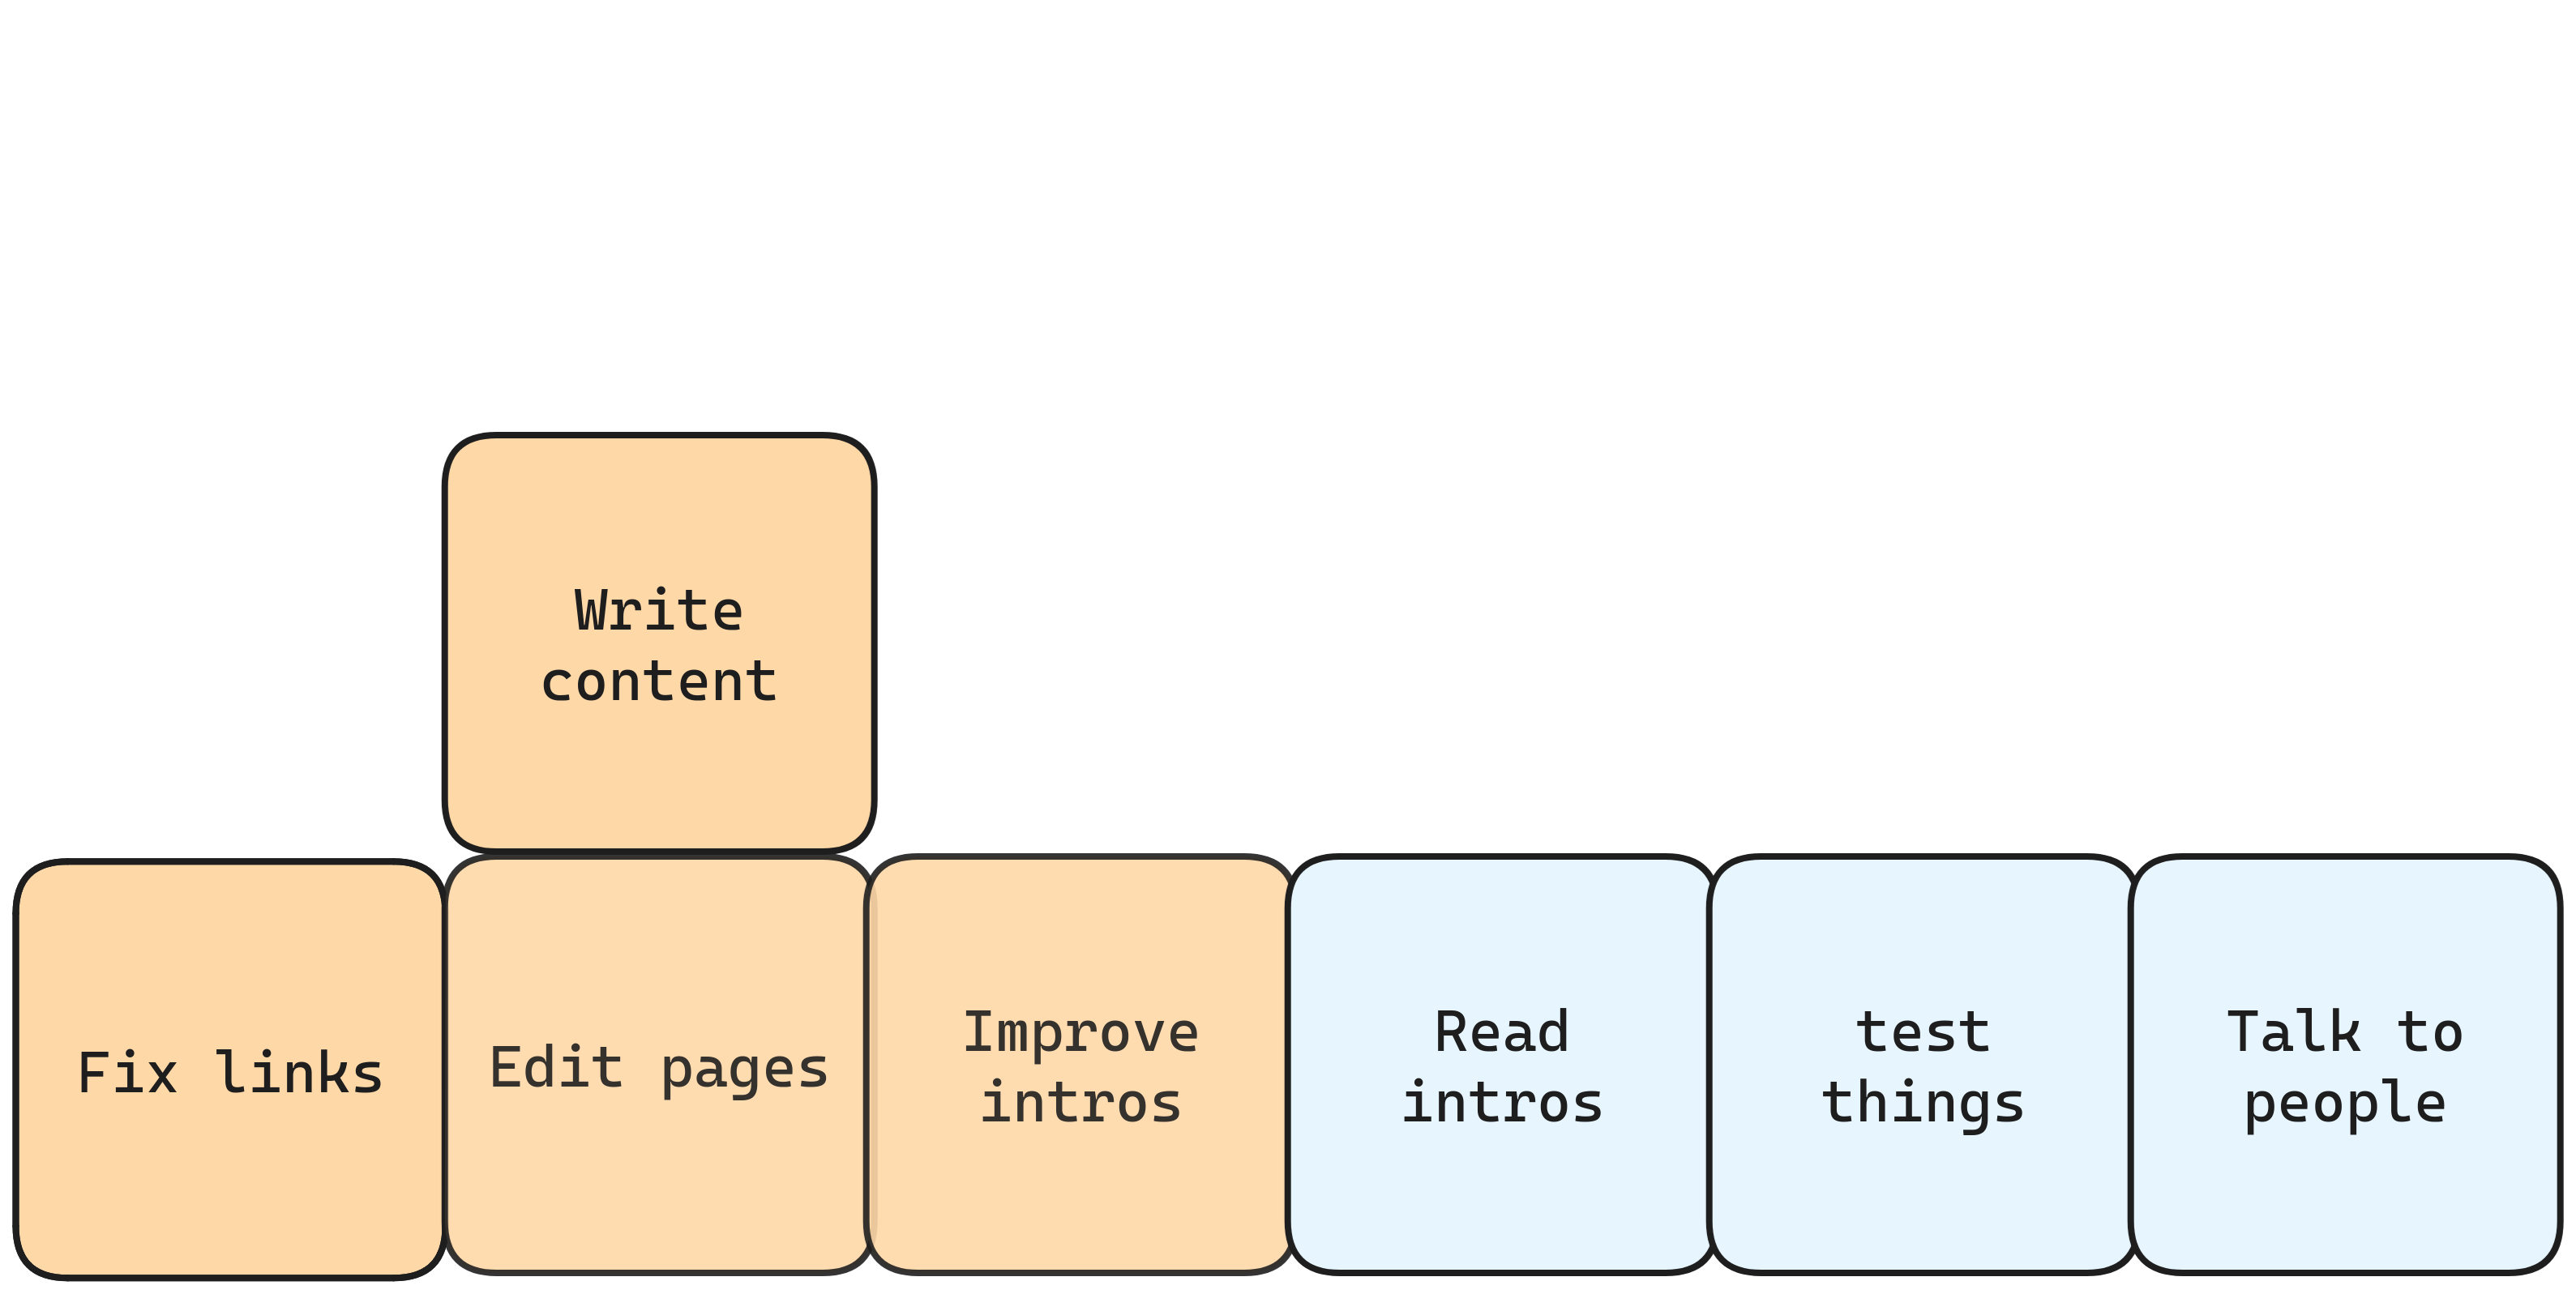 Write
content
Fix links
Edit pages
Improve
intros
Read
intros
test
things
Talk to
people